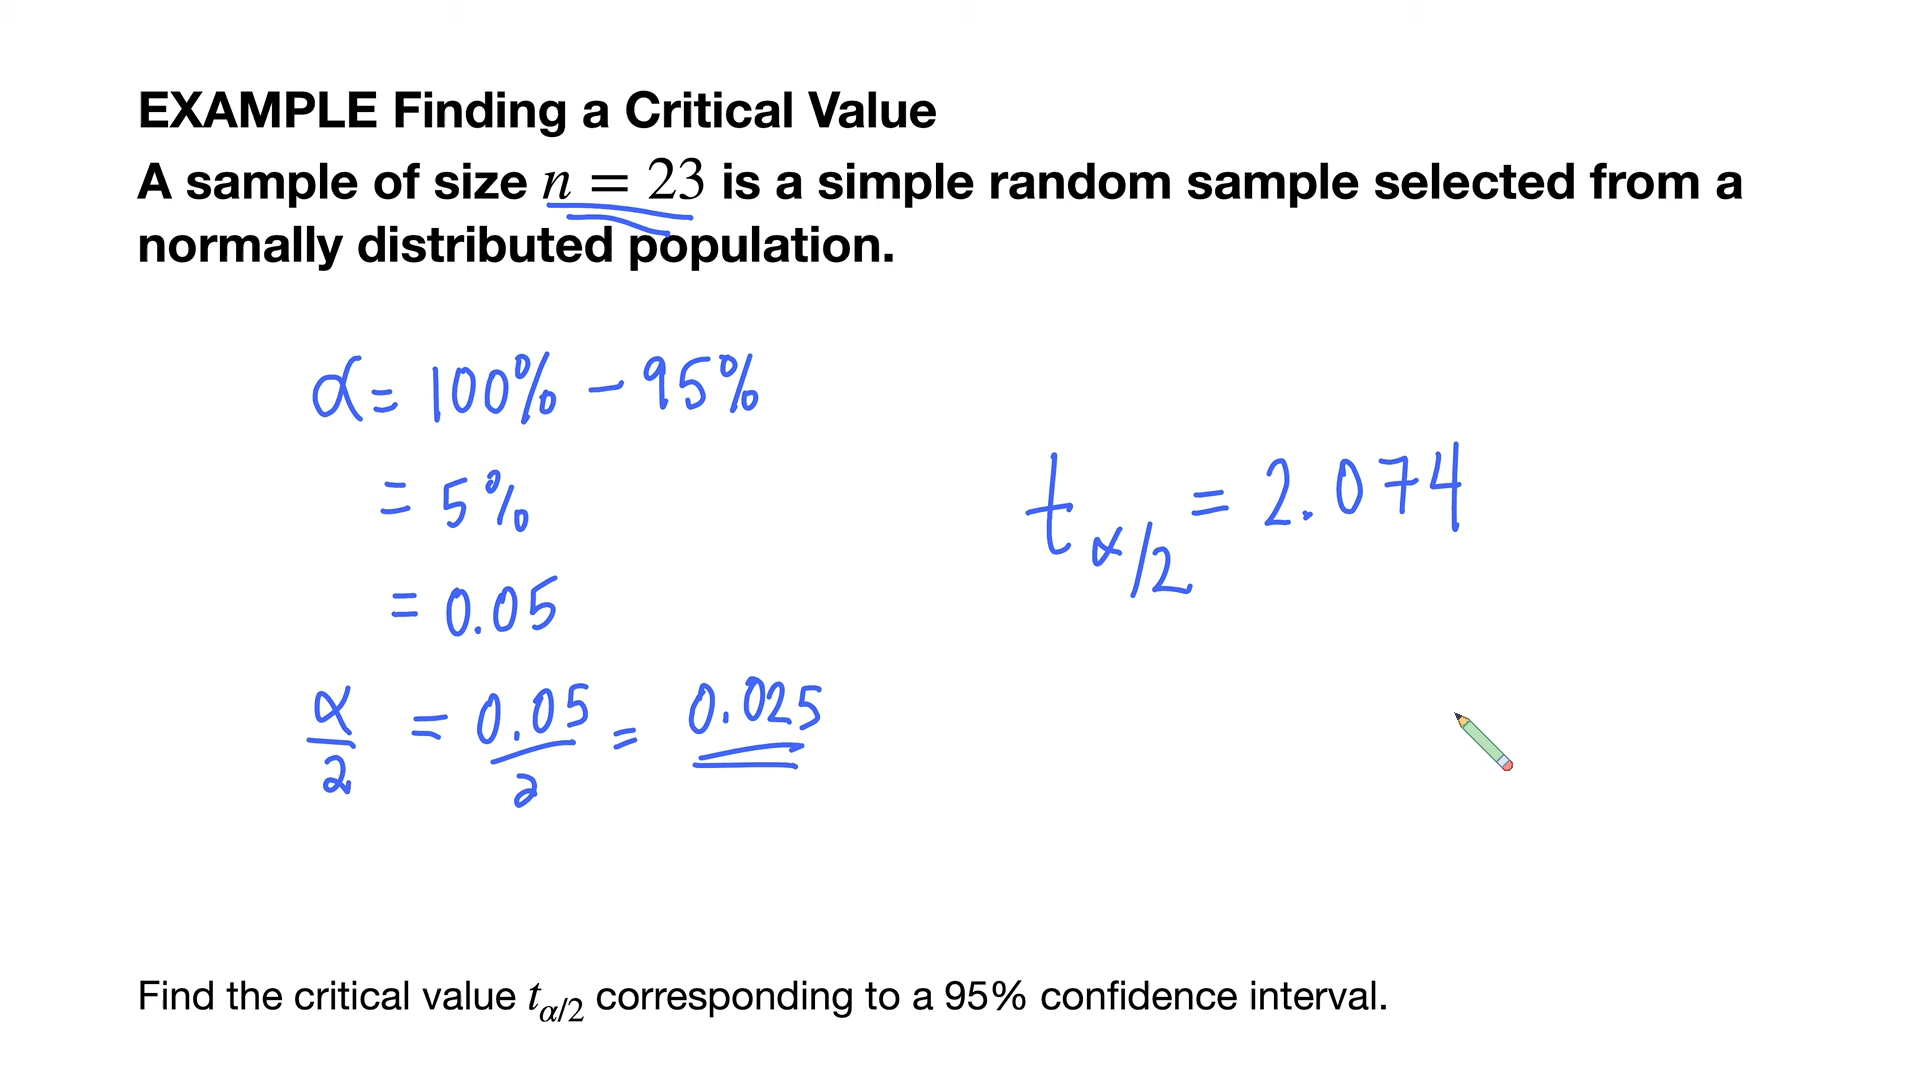 EXAMPLE Finding a Critical Value
A sample of size n = 23 is a simple random sample selected from a
normally distributed population.
α = 100% − 95%
= 5%
= 0.05
α/2 = 0.05/2 = 0.025
t_α/2 = 2.074
Find the critical value t_α/2 corresponding to a 95% confidence interval.